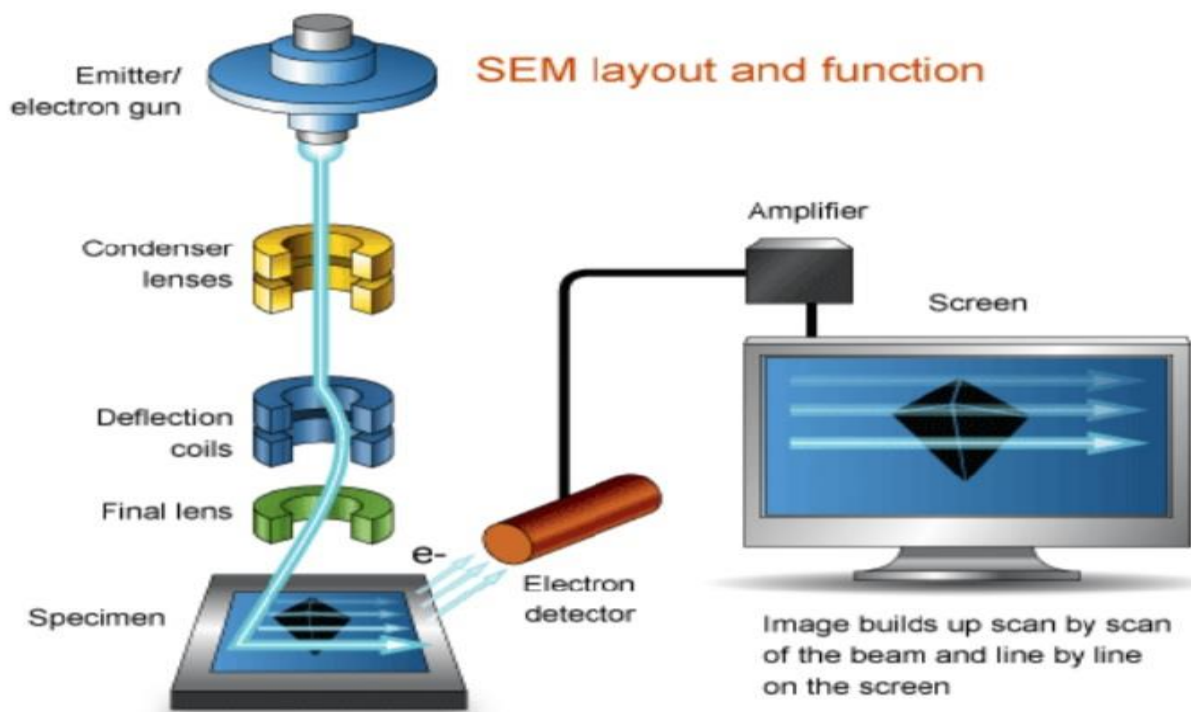 SEM layout and function
Emitter/
electron gun
Condenser
lenses
Deflection
coils
Final lens
Specimen
e-
Electron
detector
Amplifier
Screen
Image builds up scan by scan
of the beam and line by line
on the screen